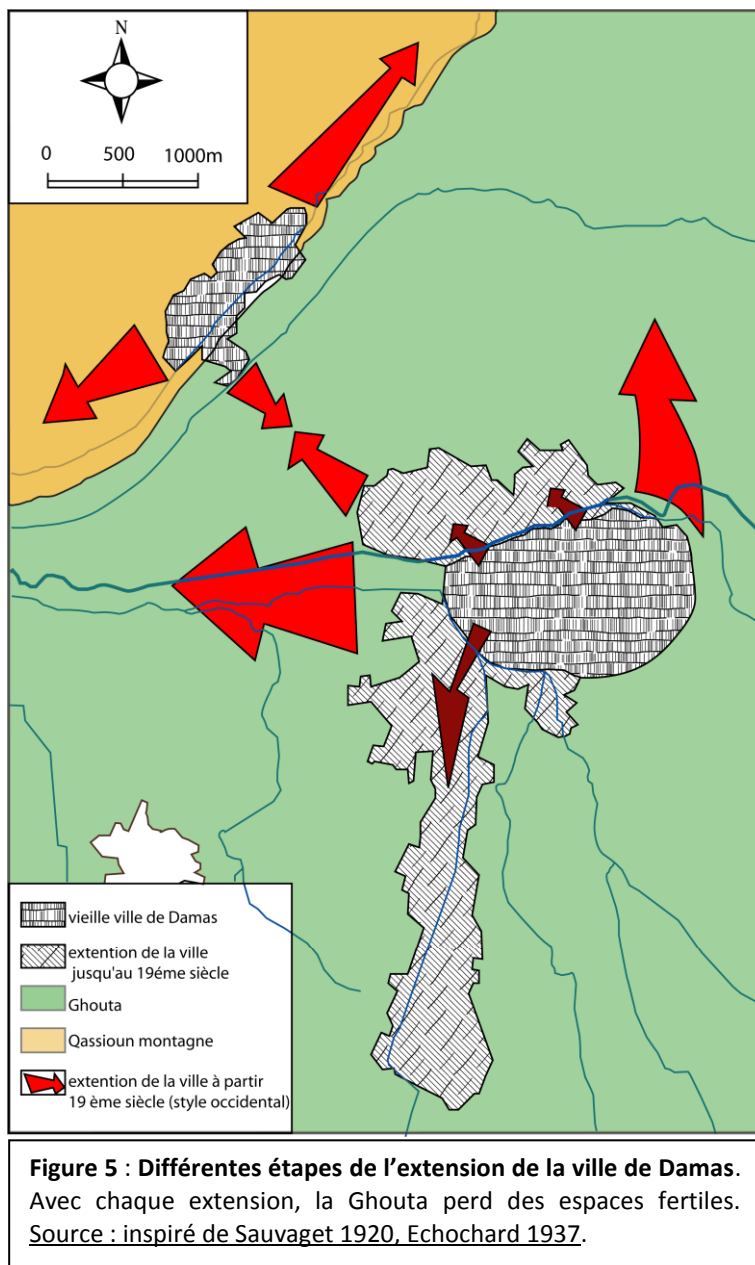 N
0 500 1000m
vieille ville de Damas
extention de la ville
jusqu'au 19éme siècle
Ghouta
Qassioun montagne
extention de la ville à partir
19 ème siècle (style occidental)
Figure 5 : Différentes étapes de l'extension de la ville de Damas.
Avec chaque extension, la Ghouta perd des espaces fertiles.
Source : inspiré de Sauvaget 1920, Echochard 1937.